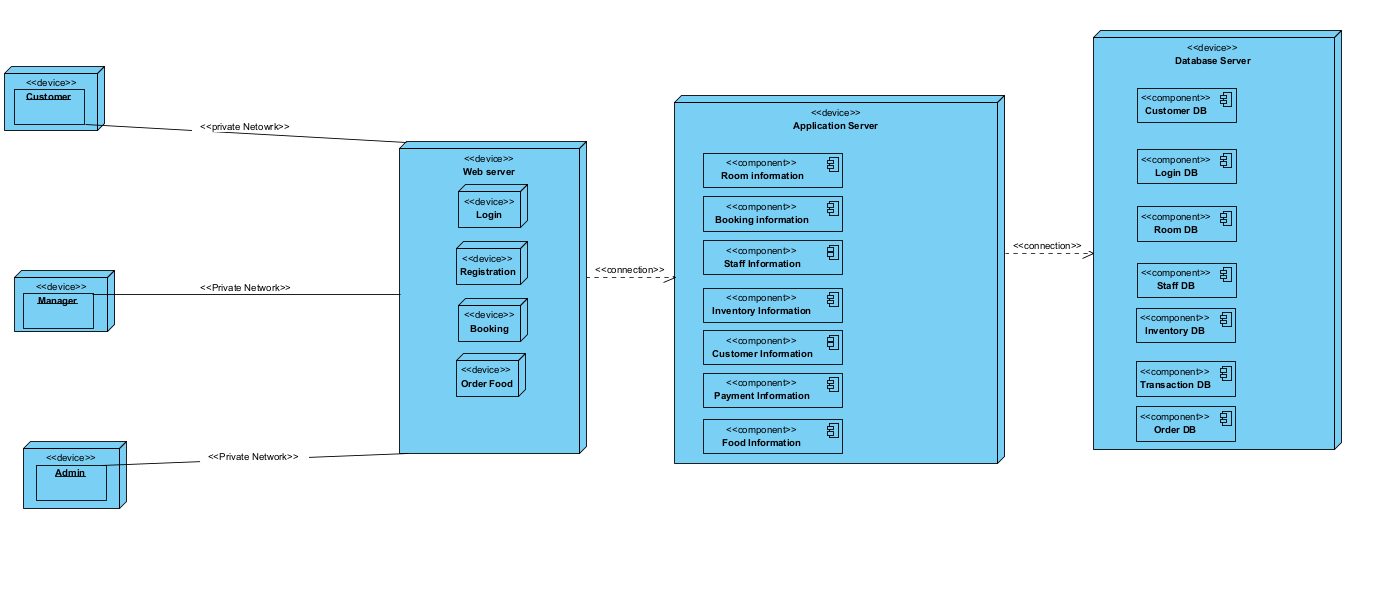 <<device>>
Customer
<<private Netowrk>>
<<device>>
Manager
<<Private Network>>
<<device>>
Admin
<<Private Network>>
<<device>>
Web server
<<device>>
Login
<<device>>
Registration
<<device>>
Booking
<<device>>
Order Food
<<connection>>
<<device>>
Application Server
<<component>>
Room information
<<component>>
Booking information
<<component>>
Staff Information
<<component>>
Inventory Information
<<component>>
Customer Information
<<component>>
Payment Information
<<component>>
Food Information
<<connection>>
<<device>>
Database Server
<<component>>
Customer DB
<<component>>
Login DB
<<component>>
Room DB
<<component>>
Staff DB
<<component>>
Inventory DB
<<component>>
Transaction DB
<<component>>
Order DB